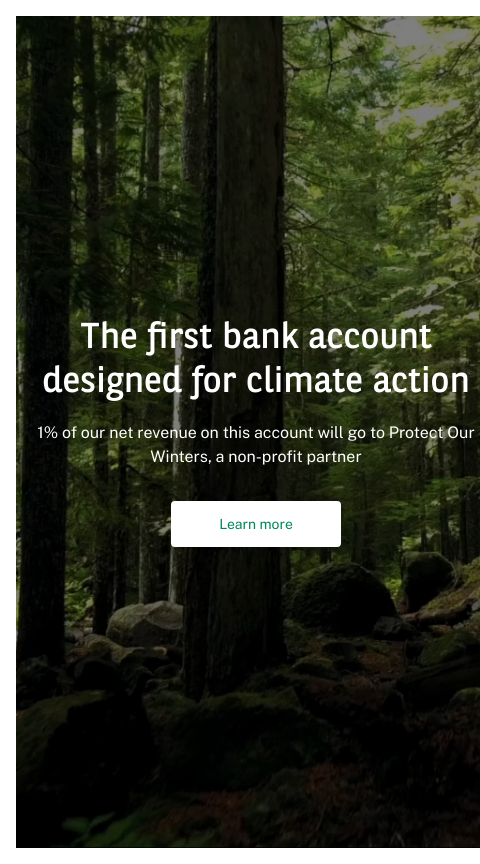 The first bank account
designed for climate action
1% of our net revenue on this account will go to Protect Our
Winters, a non-profit partner
Learn more